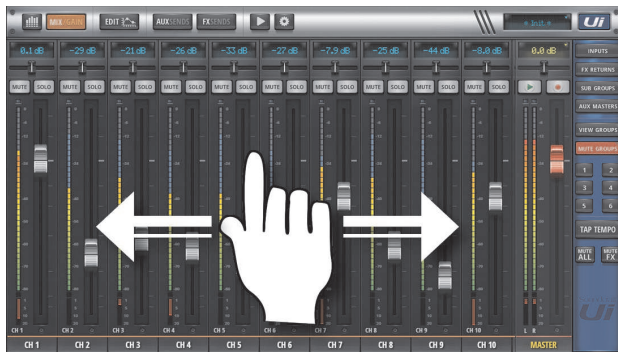 MIX/GAIN EDIT AUXSENDS FXSENDS * Init * Ui
0.1 dB -29 dB -21 dB -26 dB -33 dB -27 dB -7.9 dB -25 dB -44 dB -8.0 dB 0.0 dB
MUTE SOLO MUTE SOLO MUTE SOLO MUTE SOLO MUTE SOLO MUTE SOLO MUTE SOLO MUTE SOLO MUTE SOLO MUTE SOLO
INPUTS
FX RETURNS
SUB GROUPS
AUX MASTERS
VIEW GROUPS
MUTE GROUPS
1 2
3 4
5 6
TAP TEMPO
MUTE ALL MUTE FX
Ui
CH 1 CH 2 CH 3 CH 4 CH 5 CH 6 CH 7 CH 8 CH 9 CH 10 L R
CH 1 CH 2 CH 3 CH 4 CH 5 CH 6 CH 7 CH 8 CH 9 CH 10 MASTER